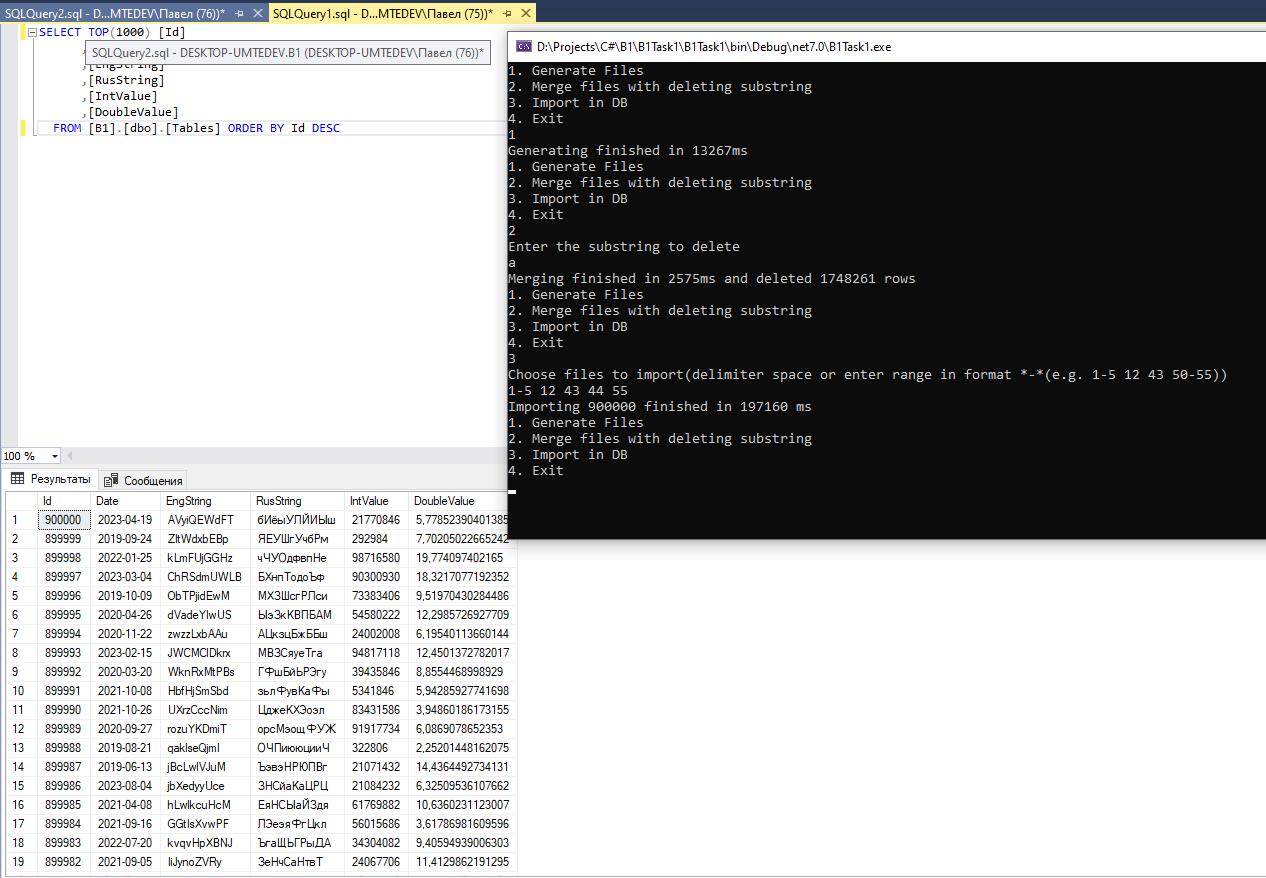 SQLQuery2.sql - D...MTEDEV\Павел (76))*
SQLQuery1.sql - D...MTEDEV\Павел (75))*
SELECT TOP(1000) [Id]
SQLQuery2.sql - DESKTOP-UMTEDEV.B1 (DESKTOP-UMTEDEV\Павел (76))*
,[EngString]
,[RusString]
,[IntValue]
,[DoubleValue]
FROM [B1].[dbo].[Tables] ORDER BY Id DESC
D:\Projects\C#\B1\B1Task1\B1Task1\bin\Debug\net7.0\B1Task1.exe
1. Generate Files
2. Merge files with deleting substring
3. Import in DB
4. Exit
1
Generating finished in 13267ms
1. Generate Files
2. Merge files with deleting substring
3. Import in DB
4. Exit
2
Enter the substring to delete
a
Merging finished in 2575ms and deleted 1748261 rows
1. Generate Files
2. Merge files with deleting substring
3. Import in DB
4. Exit
3
Choose files to import(delimiter space or enter range in format *-*(e.g. 1-5 12 43 50-55))
1-5 12 43 44 55
Importing 900000 finished in 197160 ms
1. Generate Files
2. Merge files with deleting substring
3. Import in DB
4. Exit
100 %
Результаты Сообщения
Id Date EngString RusString IntValue DoubleValue
1 900000 2023-04-19 AVyiQEWdFT бИёыУЛЙИЫш 21770846 5,77852390401385
2 899999 2019-09-24 ZItWdxbEBp ЯЕУШгУчбРм 292984 7,70205022665242
3 899998 2022-01-25 kLmFUjGGHz чЧУОдфвпНе 98716580 19,774097402165
4 899997 2023-03-04 ChRSdmUWLB БХнпТодоЪф 90300930 18,3217077192352
5 899996 2019-10-09 ObTPjidEwM МХЗШсгРЛси 73383406 9,51970430284486
6 899995 2020-04-26 dVadeYIwUS ЫэЗкКВПБАМ 54580222 12,2985726927709
7 899994 2020-11-22 zwzzLxbAAu АЦкзцБжББш 24002008 6,19540113660144
8 899993 2023-02-15 JWCMCIDkrx МВЗСяуеТга 94817118 12,4501372782017
9 899992 2020-03-20 WknRxMtPBs ГФшБйЬРЭгу 39435846 8,8554468998929
10 899991 2021-10-08 HbfHjSmSbd зьлФувКаФы 5341846 5,94285927741698
11 899990 2021-10-26 UXrzCccNim ЦджеКХЭоэл 83431586 3,94860186173155
12 899989 2020-09-27 rozuYKDmiT орсМэощФУЖ 91917734 6,0869078652353
13 899988 2019-08-21 qaklseQjmI ОЧПиююцииЧ 322806 2,25201448162075
14 899987 2019-06-13 jBcLwIVJuM ЪэвэНРЮПВг 21071432 14,4364492734131
15 899986 2023-08-04 jbXedyyUce ЗНСйаКаЦРЦ 21084232 6,32509536107662
16 899985 2021-04-08 hLwlkcuHcM ЕяНСЫаЙЗдя 61769882 10,6360231123007
17 899984 2021-09-16 GGtIsXvwPF ЛЭеэяФгЦкл 56015686 3,61786981609596
18 899983 2022-07-20 kvqvHpXBNJ ЪгаЩЬГРыДА 34304082 9,40594939006303
19 899982 2021-09-05 IiJynoZVRy ЗеНчСаНтвТ 24067706 11,4129862191295